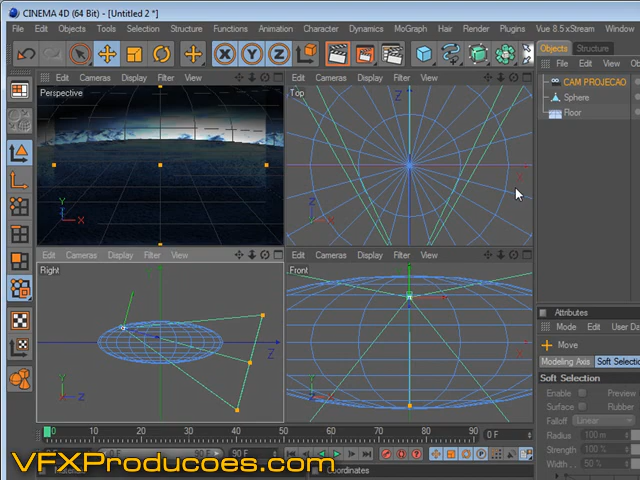 CINEMA 4D (64 Bit) - [Untitled 2 *]
File Edit Objects Tools Selection Structure Functions Animation Dynamics MoGraph Hair Render Plugins Vue 8.5 xStream
Objects Structure
File Edit View
CAM PROJECAO
Sphere
Floor
Edit Cameras Display Filter View
Perspective
Y
X
Edit Cameras Display Filter View
Top
Z
Z
X
Edit Cameras Display Filter View
Right
Z
Y
Z
Edit Cameras Display Filter View
Front
Y
X
Attributes
Mode Edit User Da
Move
Modeling Axis Soft Selectio
Soft Selection
Enable Preview
Surface Rubber
Falloff Linear
Radius 100 m
Strength 100 %
Width 50 %
0 10 20 30 40 50 60 70 80 90 0 F
0 F 90 F 90 F
Coordinates
VFXProducoes.com